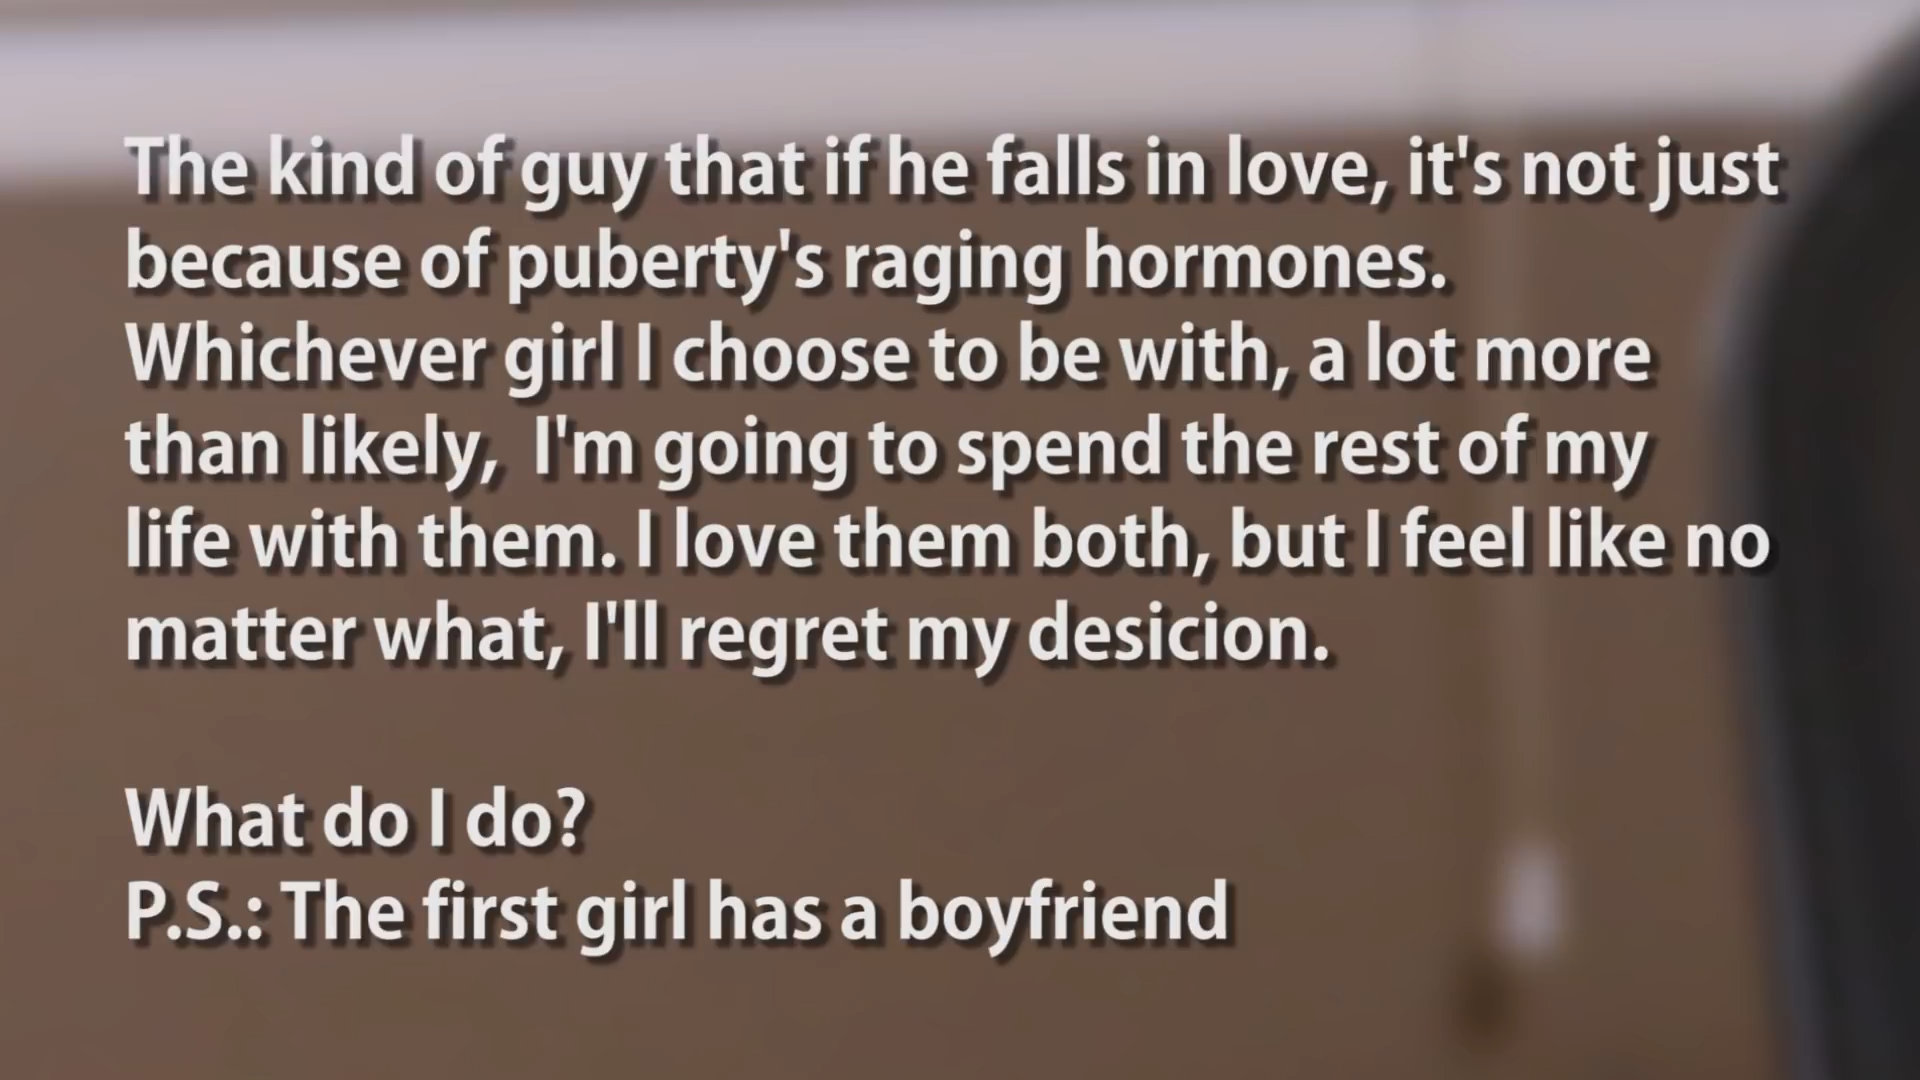 The kind of guy that if he falls in love, it's not just
because of puberty's raging hormones.
Whichever girl I choose to be with, a lot more
than likely,  I'm going to spend the rest of my
life with them. I love them both, but I feel like no
matter what, I'll regret my desicion.
What do I do?
P.S.: The first girl has a boyfriend